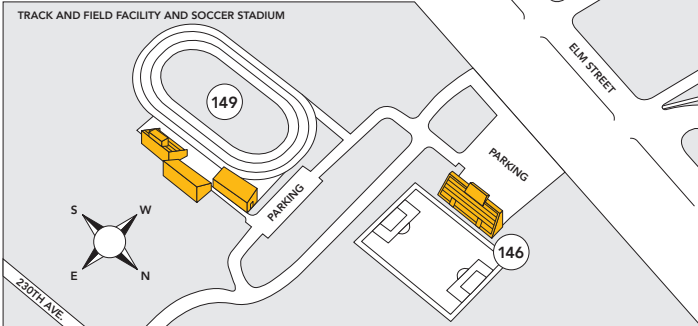 TRACK AND FIELD FACILITY AND SOCCER STADIUM
ELM STREET
149
PARKING
PARKING
S
W
146
E
N
230TH AVE.